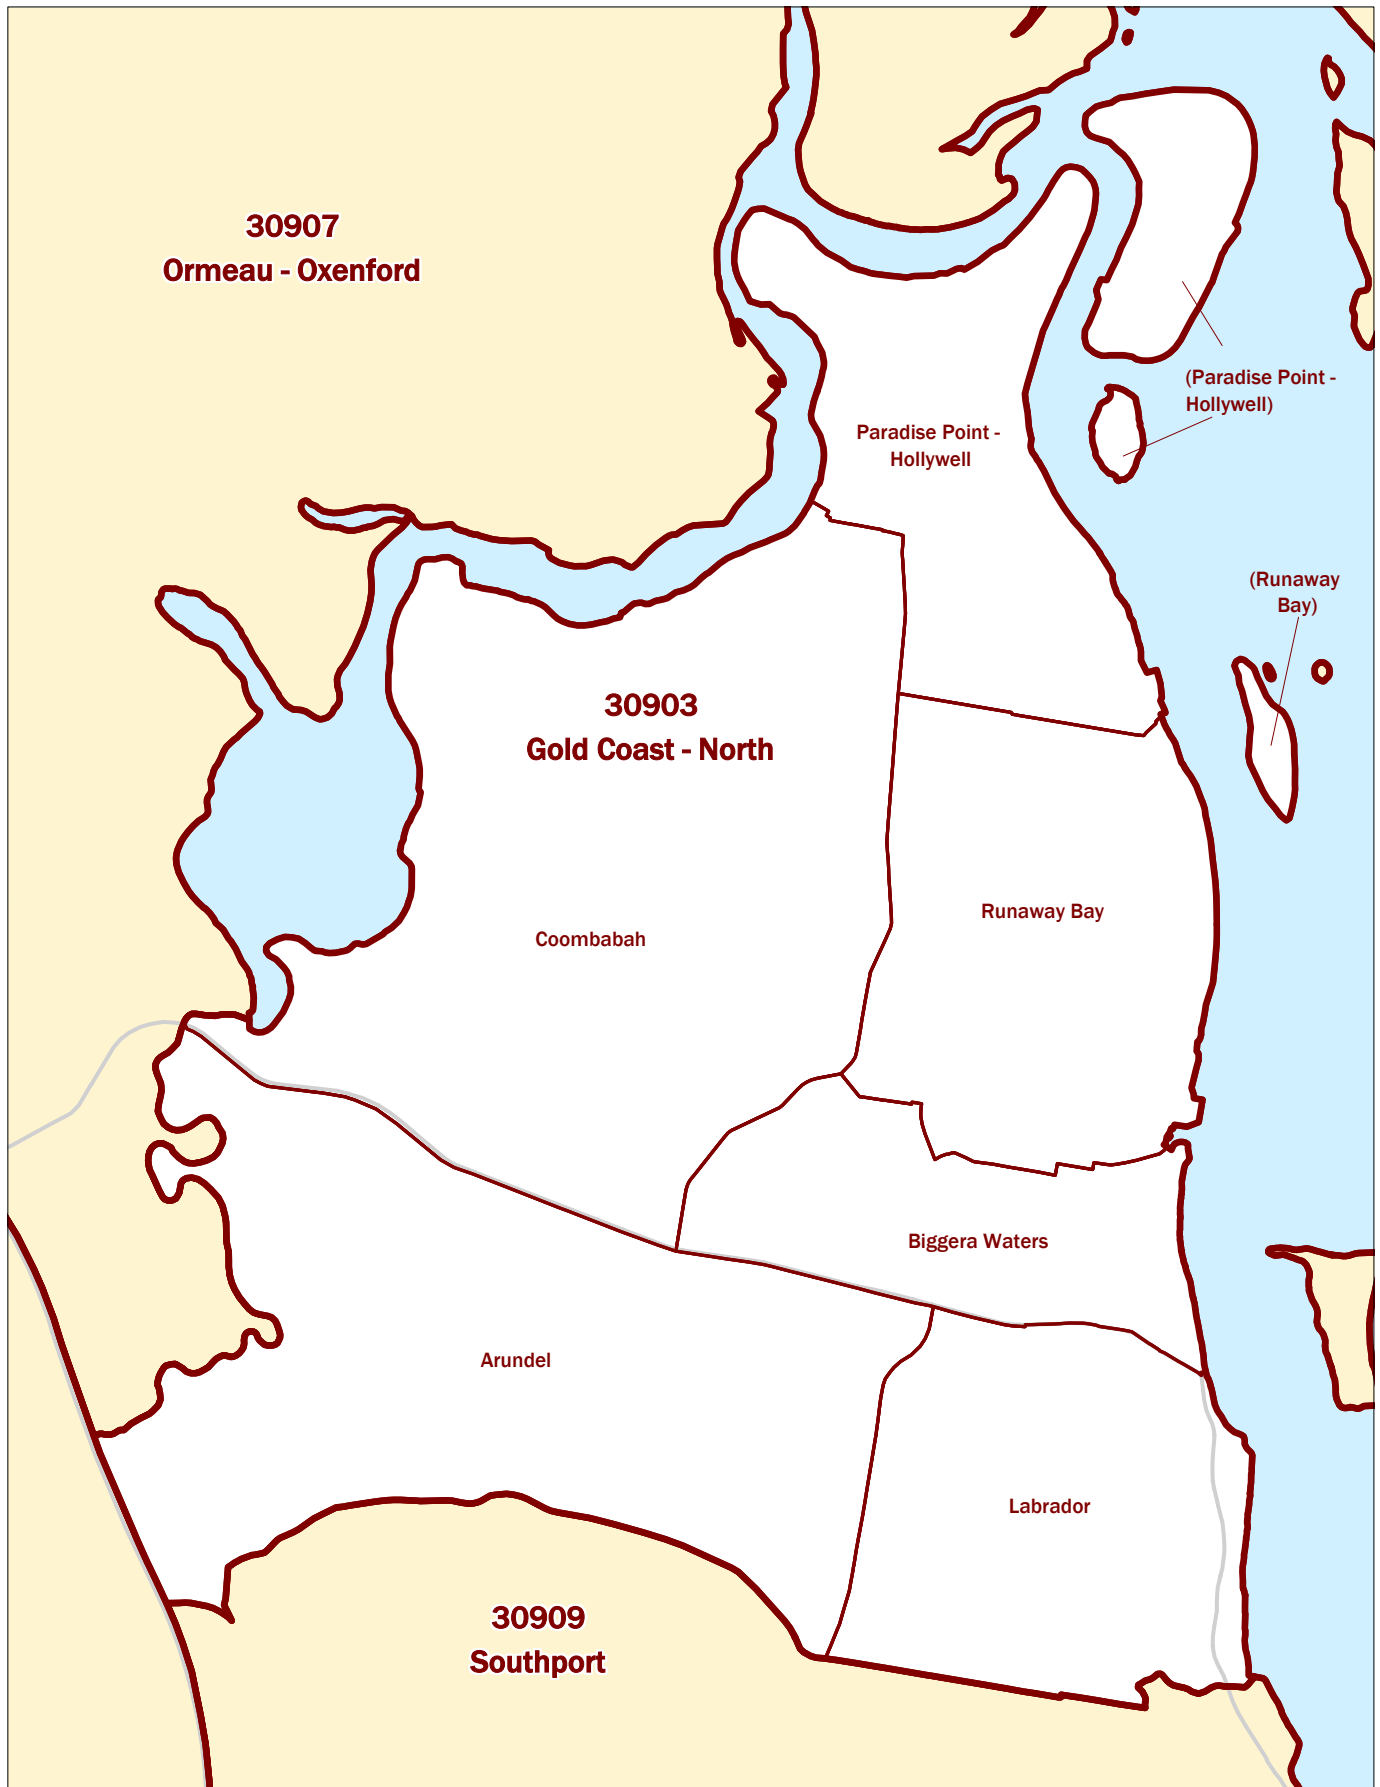 30907
Ormeau - Oxenford
(Paradise Point -
Hollywell)
Paradise Point -
Hollywell
(Runaway
Bay)
30903
Gold Coast - North
Runaway Bay
Coombabah
Biggera Waters
Arundel
Labrador
30909
Southport